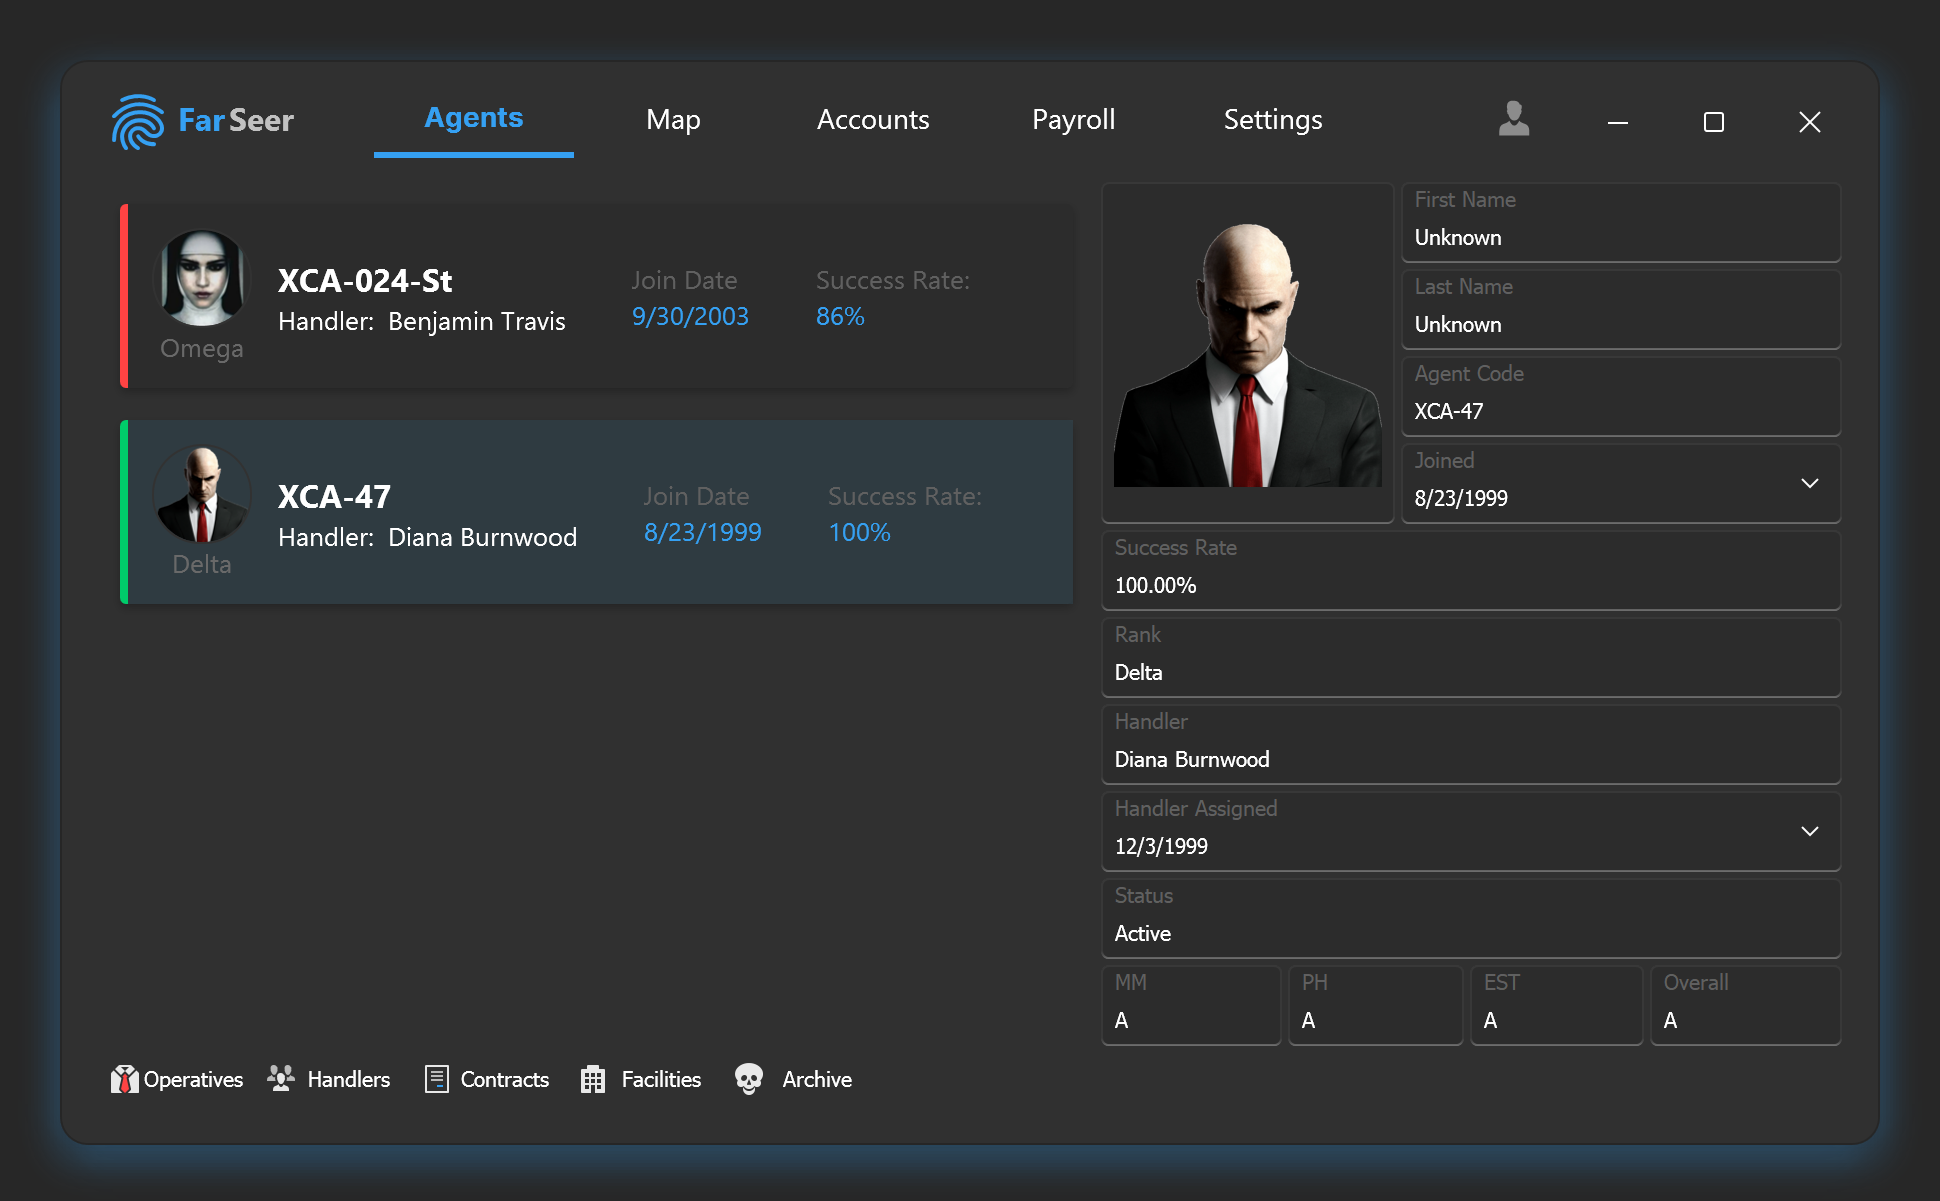 FarSeer
Agents
Map
Accounts
Payroll
Settings
XCA-024-St
Handler: Benjamin Travis
Omega
Join Date
9/30/2003
Success Rate:
86%
XCA-47
Handler: Diana Burnwood
Delta
Join Date
8/23/1999
Success Rate:
100%
First Name
Unknown
Last Name
Unknown
Agent Code
XCA-47
Joined
8/23/1999
Success Rate
100.00%
Rank
Delta
Handler
Diana Burnwood
Handler Assigned
12/3/1999
Status
Active
MM
A
PH
A
EST
A
Overall
A
Operatives
Handlers
Contracts
Facilities
Archive